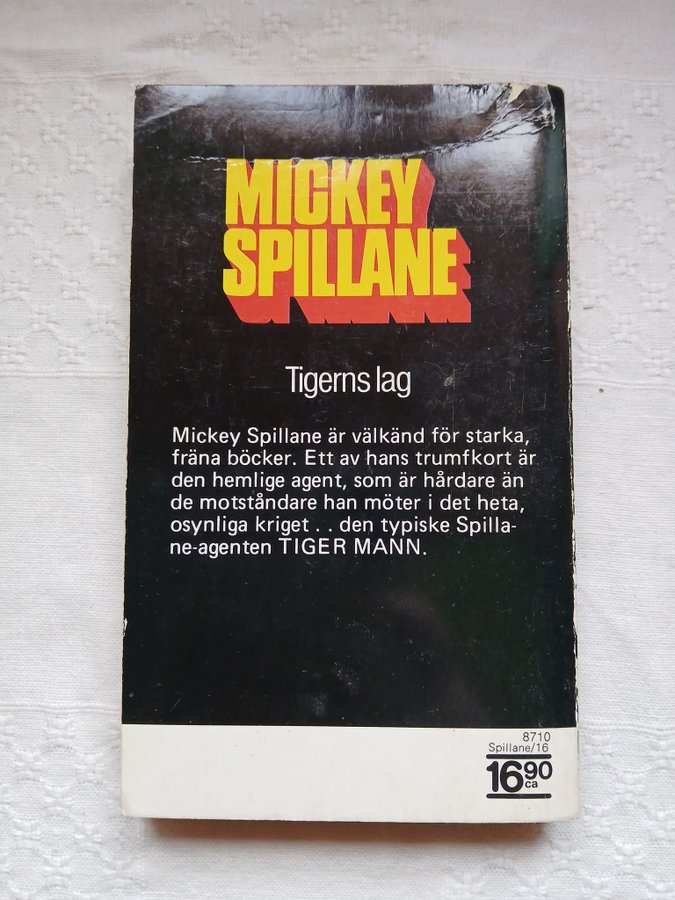 MICKEY
SPILLANE
Tigerns lag
Mickey Spillane är välkänd för starka,
fräna böcker. Ett av hans trumfkort är
den hemlige agent, som är hårdare än
de motståndare han möter i det heta,
osynliga kriget . . den typiske Spilla-
ne-agenten TIGER MANN.
8710
Spillane/16
1690
ca